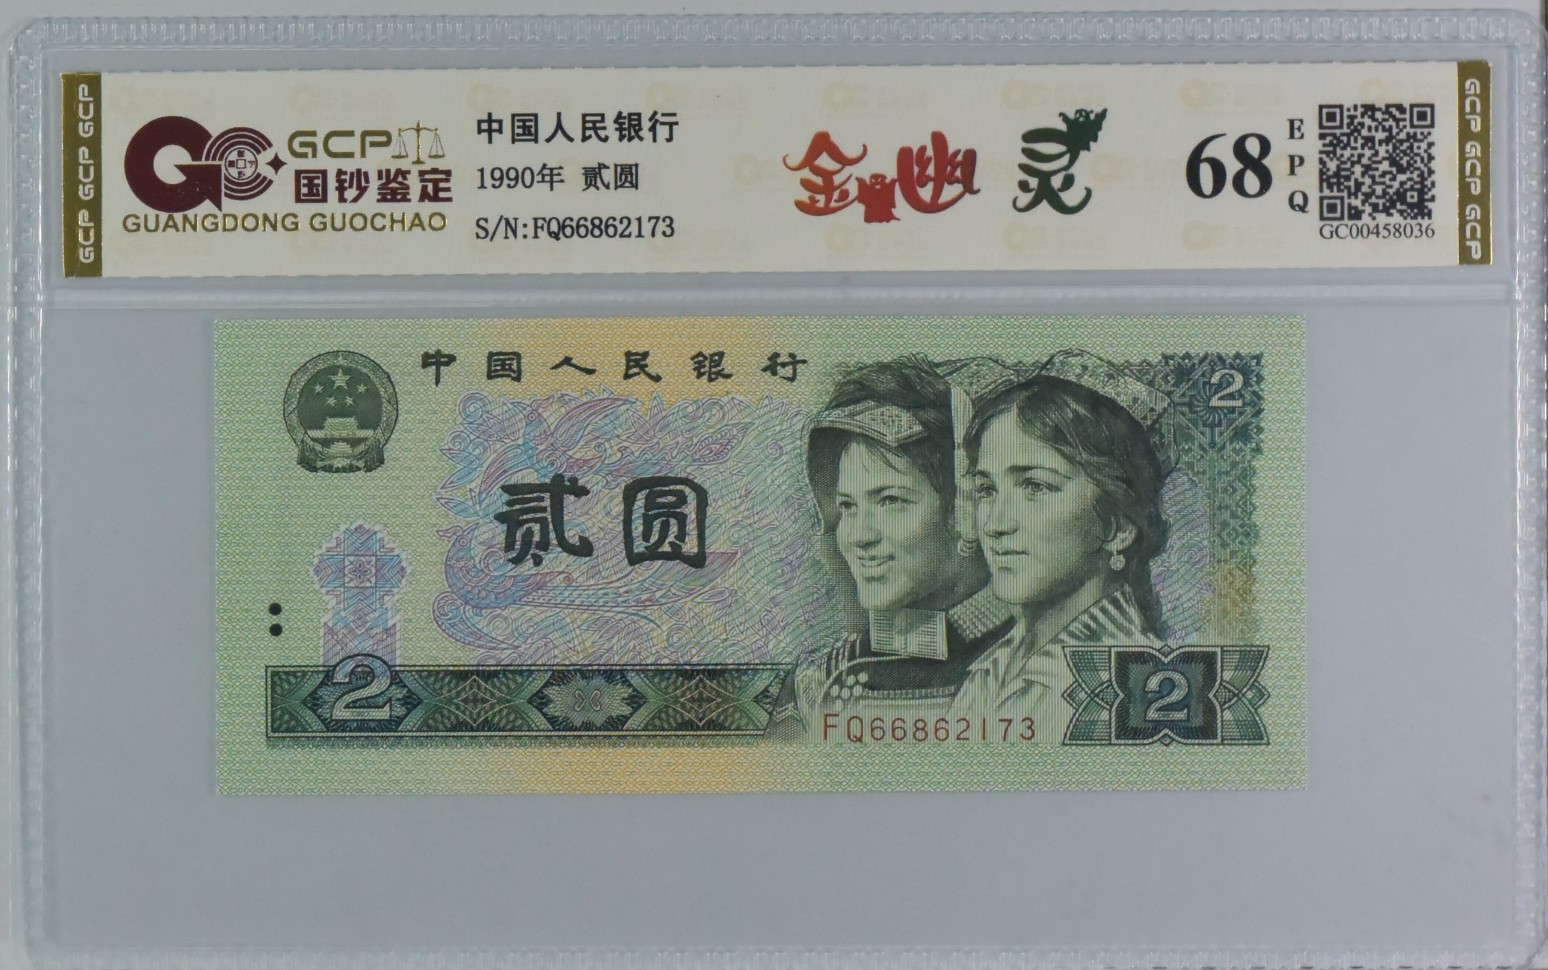 GCP GCP GCP
GCP
国钞鉴定
GUANGDONG GUOCHAO
中国人民银行
1990年 贰圆
S/N:FQ66862173
金幽灵
68
EPQ
GC00458036
GCP GCP GCP
中国人民银行
2
贰圆
2
FQ66862173
2